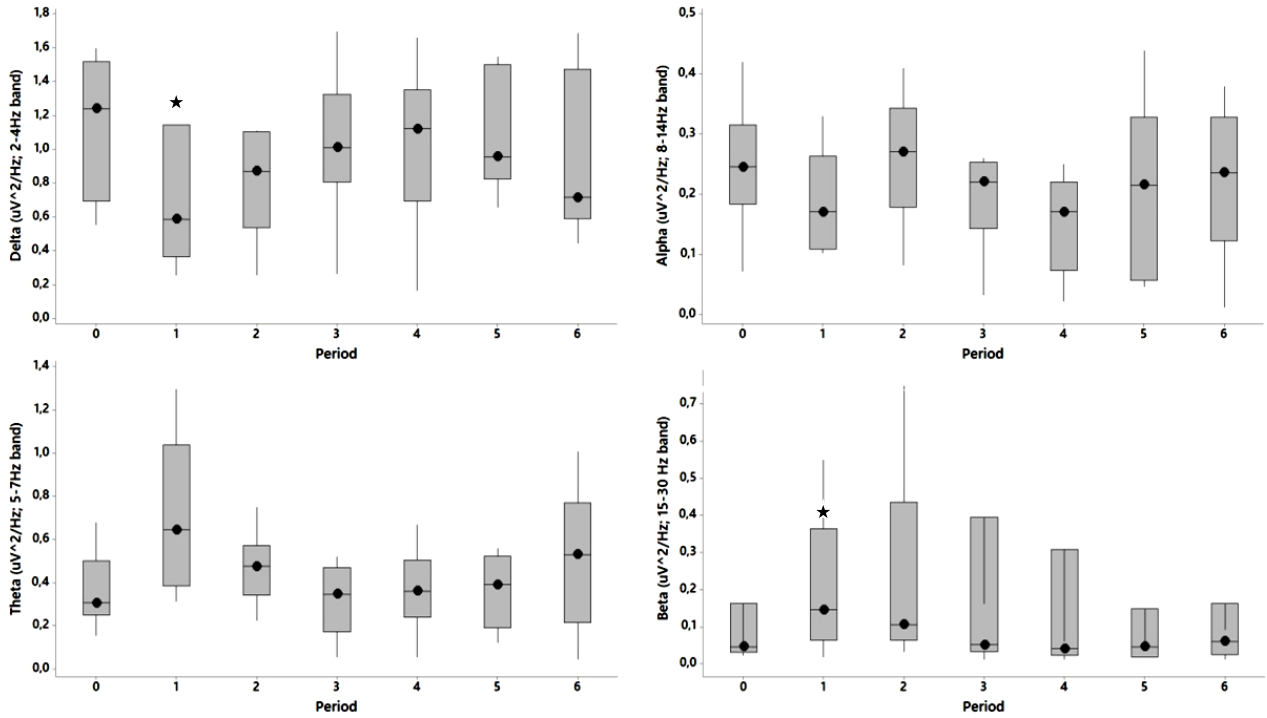 Delta (uV^2/Hz; 2-4Hz band)
1,8
1,6
1,4
1,2
1,0
0,8
0,6
0,4
0,2
0,0
0 1 2 3 4 5 6
Period
Alpha (uV^2/Hz; 8-14Hz band)
0,5
0,4
0,3
0,2
0,1
0,0
0 1 2 3 4 5 6
Period
Theta (uV^2/Hz; 5-7Hz band)
1,4
1,2
1,0
0,8
0,6
0,4
0,2
0,0
0 1 2 3 4 5 6
Period
Beta (uV^2/Hz; 15-30 Hz band)
0,7
0,6
0,5
0,4
0,3
0,2
0,1
0,0
0 1 2 3 4 5 6
Period